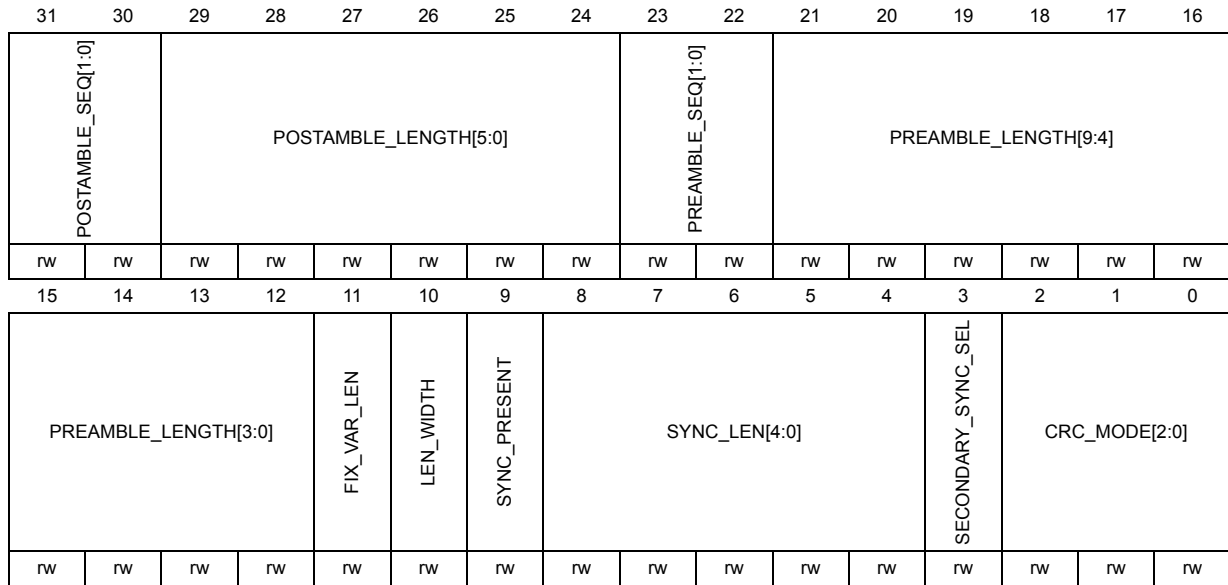 31 30 29 28 27 26 25 24 23 22 21 20 19 18 17 16
POSTAMBLE_SEQ[1:0] POSTAMBLE_LENGTH[5:0] PREAMBLE_SEQ[1:0] PREAMBLE_LENGTH[9:4]
rw rw rw rw rw rw rw rw rw rw rw rw rw rw rw rw
15 14 13 12 11 10 9 8 7 6 5 4 3 2 1 0
PREAMBLE_LENGTH[3:0] FIX_VAR_LEN LEN_WIDTH SYNC_PRESENT SYNC_LEN[4:0] SECONDARY_SYNC_SEL CRC_MODE[2:0]
rw rw rw rw rw rw rw rw rw rw rw rw rw rw rw rw